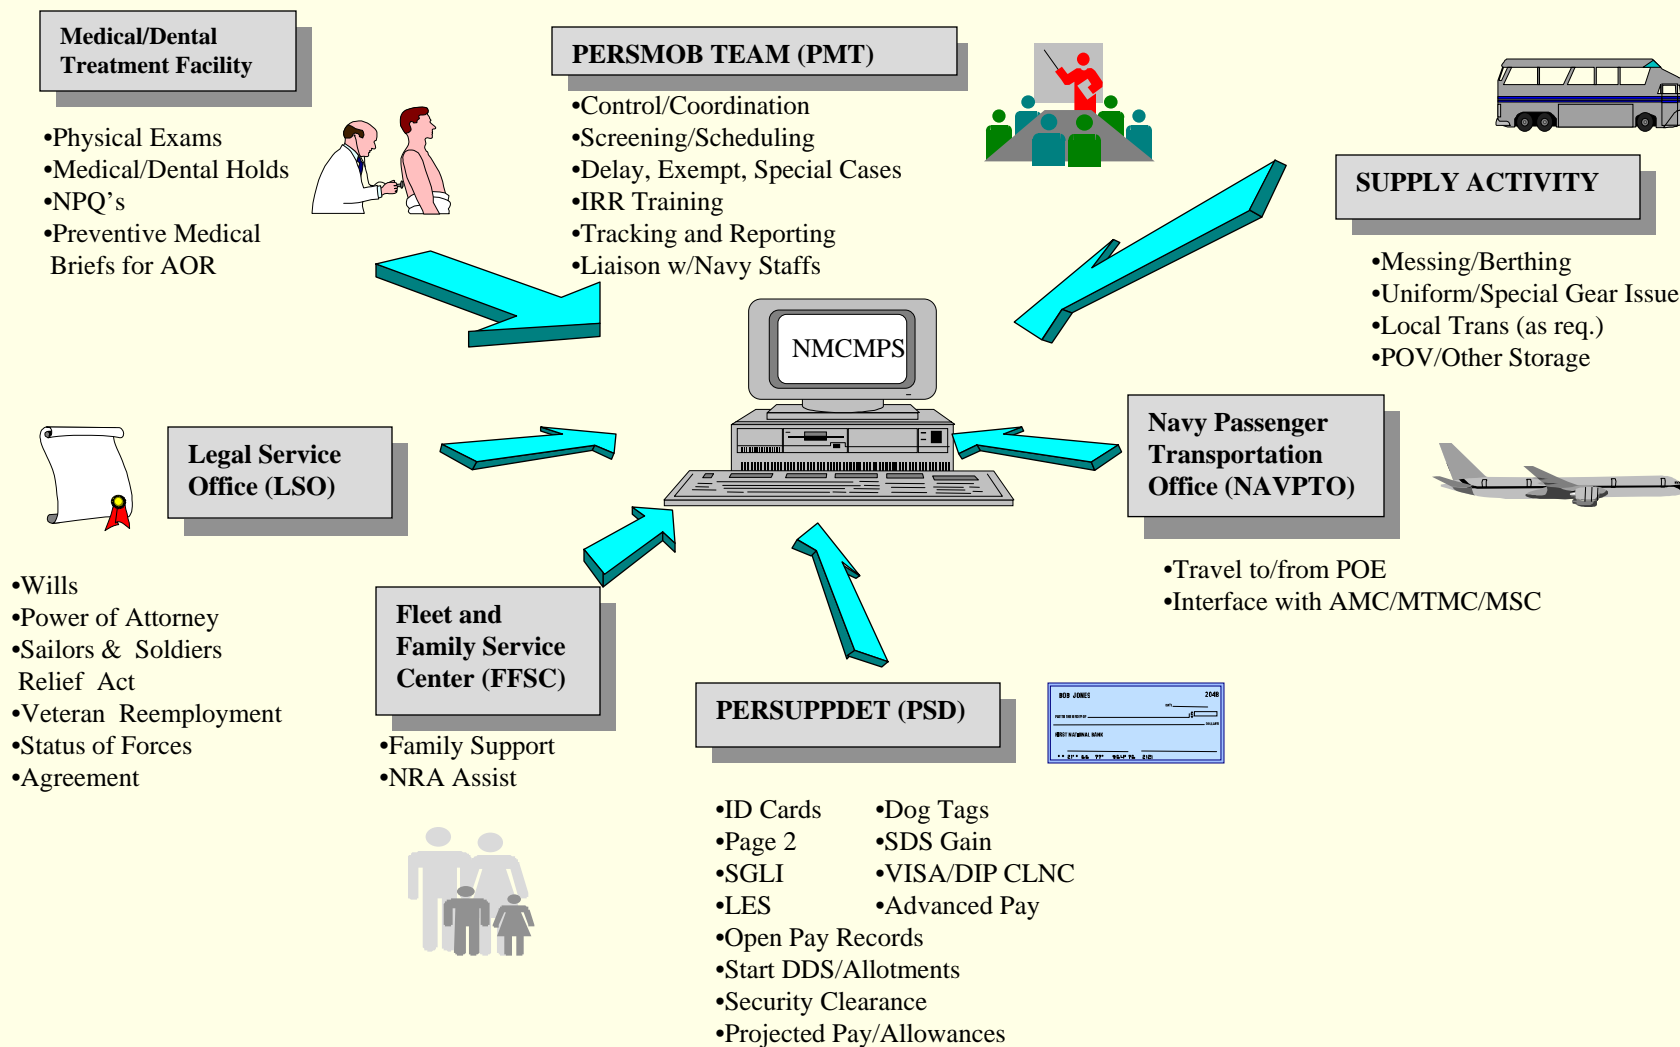 Medical/Dental
Treatment Facility
•Physical Exams
•Medical/Dental Holds
•NPQ’s
•Preventive Medical
Briefs for AOR
PERSMOB TEAM (PMT)
•Control/Coordination
•Screening/Scheduling
•Delay, Exempt, Special Cases
•IRR Training
•Tracking and Reporting
•Liaison w/Navy Staffs
SUPPLY ACTIVITY
•Messing/Berthing
•Uniform/Special Gear Issue
•Local Trans (as req.)
•POV/Other Storage
NMCMPS
Legal Service
Office (LSO)
•Wills
•Power of Attorney
•Sailors & Soldiers
Relief Act
•Veteran Reemployment
•Status of Forces
•Agreement
Fleet and
Family Service
Center (FFSC)
•Family Support
•NRA Assist
Navy Passenger
Transportation
Office (NAVPTO)
•Travel to/from POE
•Interface with AMC/MTMC/MSC
PERSUPPDET (PSD)
•ID Cards
•Page 2
•SGLI
•LES
•Open Pay Records
•Start DDS/Allotments
•Security Clearance
•Projected Pay/Allowances
•Dog Tags
•SDS Gain
•VISA/DIP CLNC
•Advanced Pay
BOB JONES 2048
FIRST NATIONAL BANK